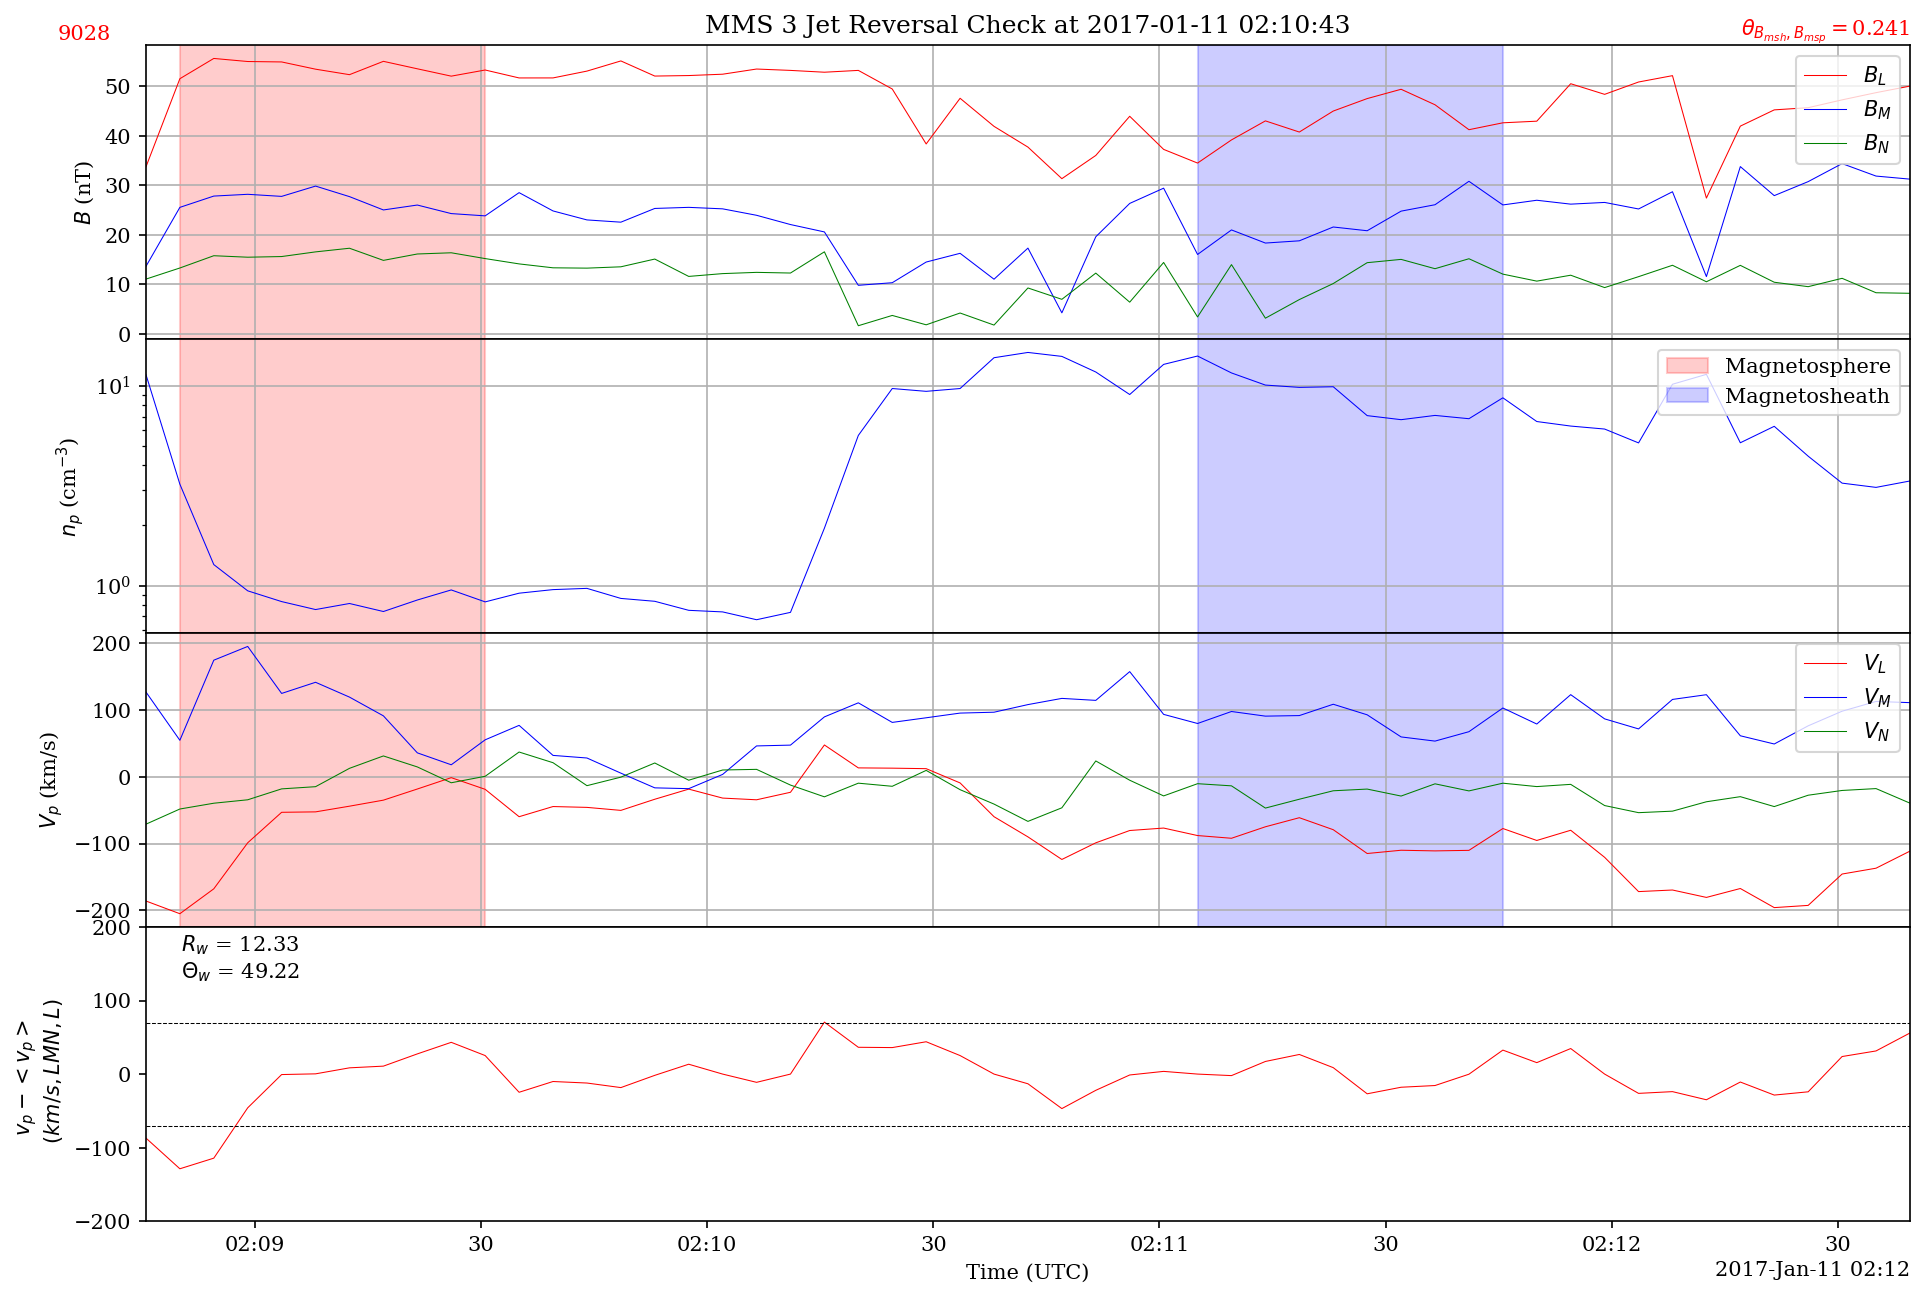 MMS 3 Jet Reversal Check at 2017-01-11 02:10:43
9028
θ_{B_{msh}, B_{msp}} = 0.241
B (nT)
50
40
30
20
10
0
B_L
B_M
B_N
n_p (cm^{−3})
10^1
10^0
Magnetosphere
Magnetosheath
V_p (km/s)
200
100
0
−100
−200
V_L
V_M
V_N
v_p − < v_p >
(km/s, LMN, L)
200
100
0
−100
−200
R_w = 12.33
Θ_w = 49.22
02:09 30 02:10 30 02:11 30 02:12 30
Time (UTC)
2017-Jan-11 02:12